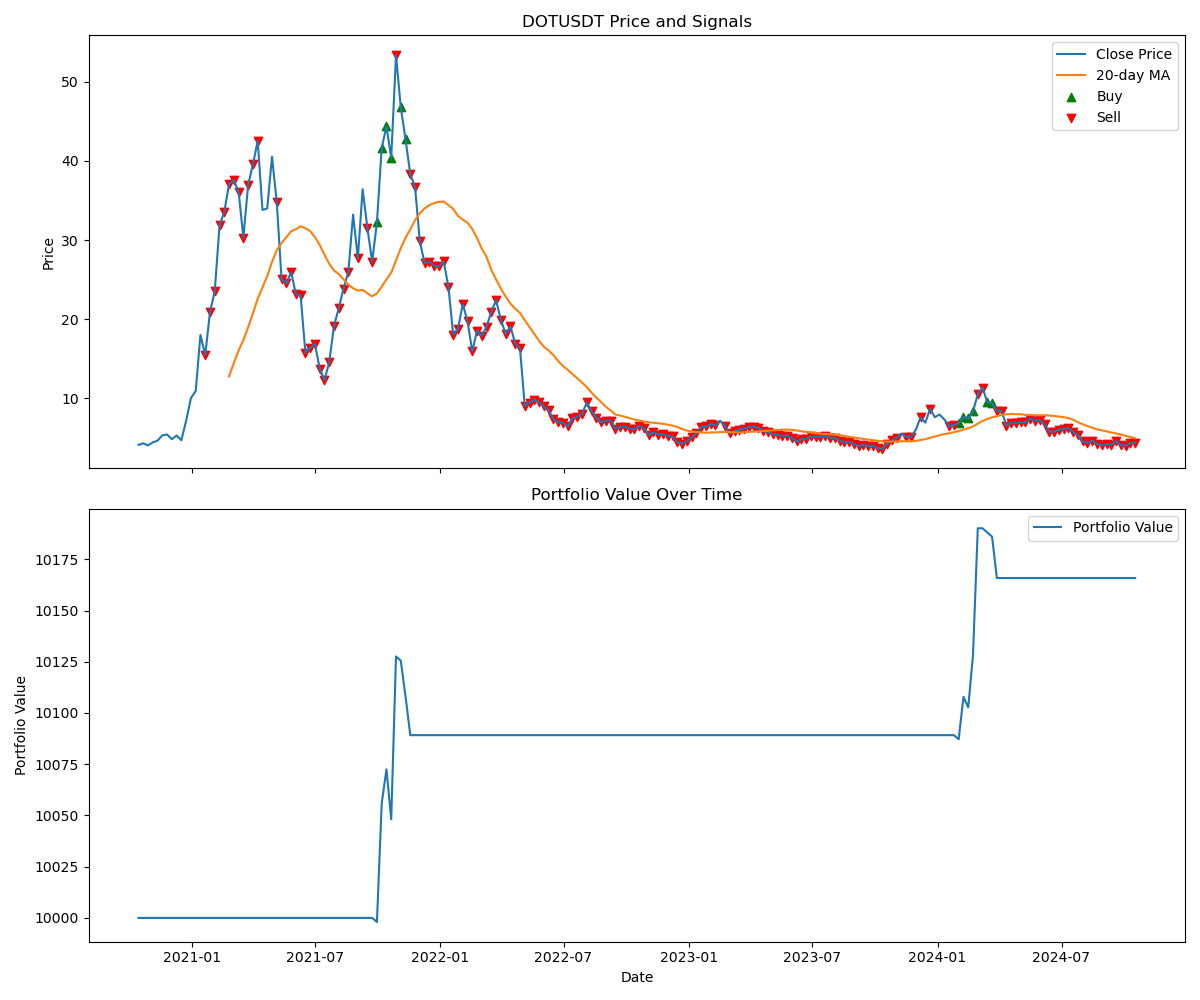 DOTUSDT Price and Signals
Close Price
20-day MA
Buy
Sell
50
40
30
20
10
Price
Portfolio Value Over Time
Portfolio Value
10175
10150
10125
10100
10075
10050
10025
10000
Portfolio Value
2021-01
2021-07
2022-01
2022-07
2023-01
2023-07
2024-01
2024-07
Date